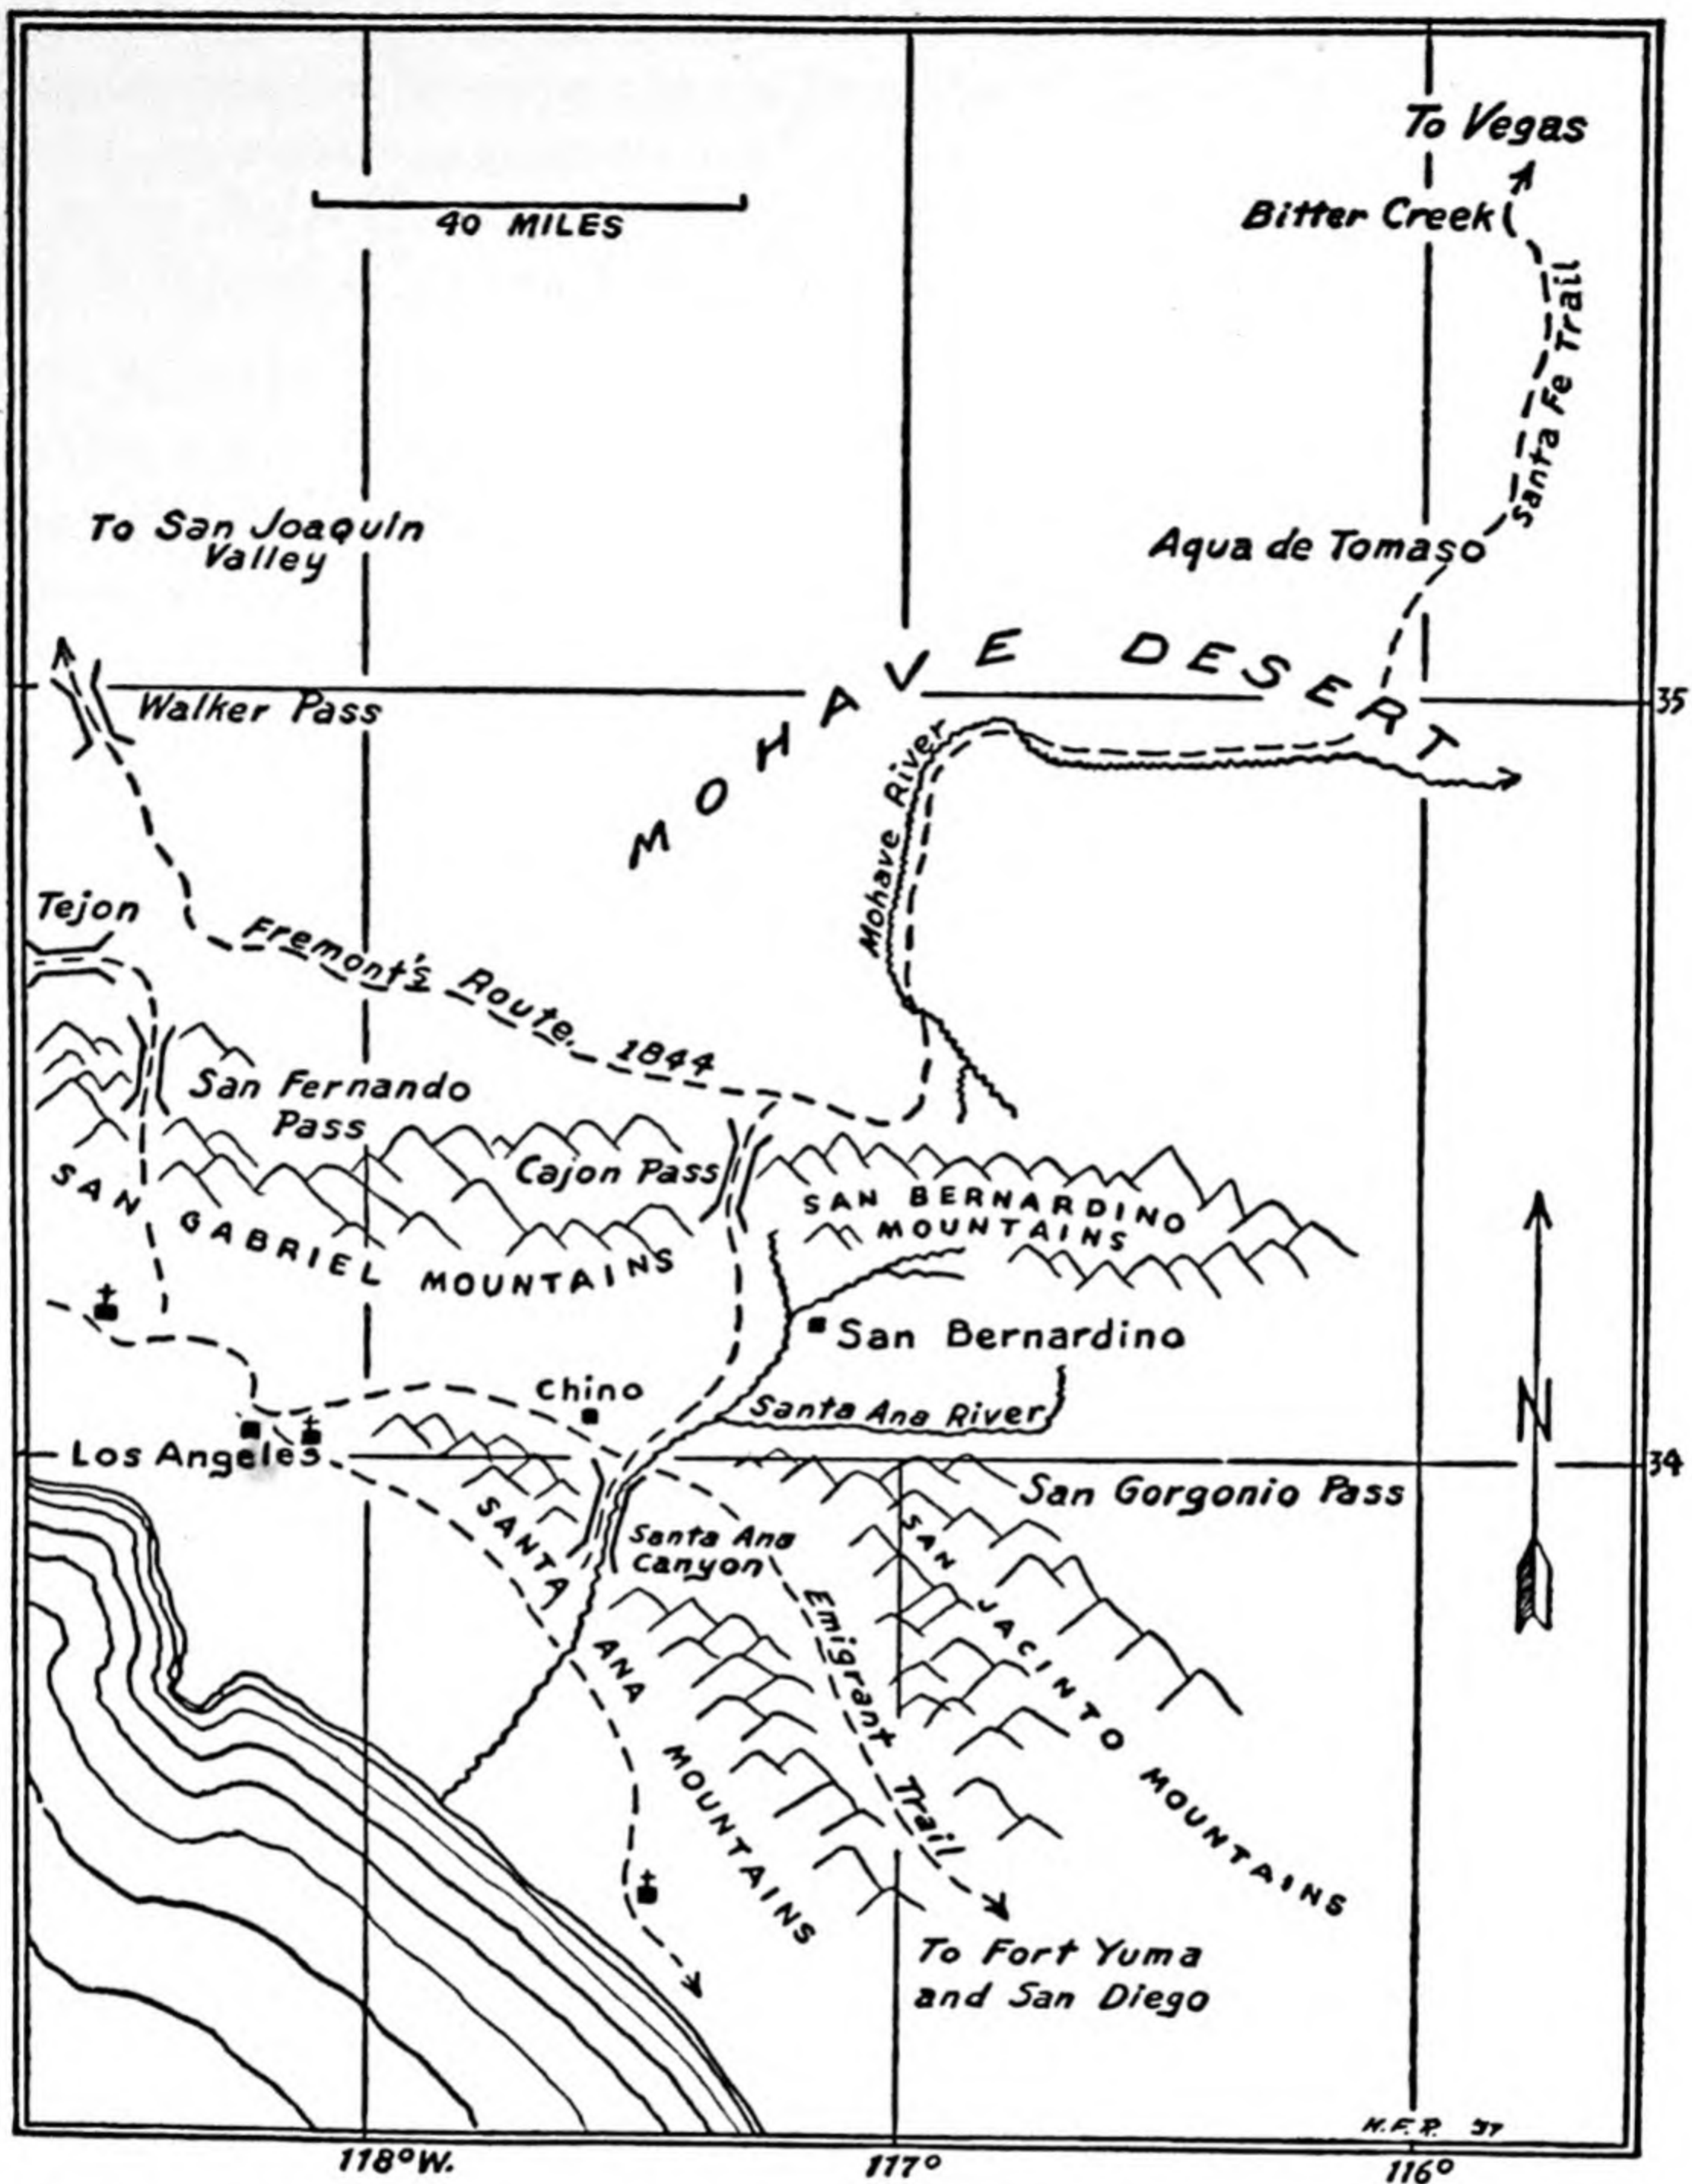 To Vegas
Bitter Creek
40 MILES
Santa Fe Trail
To San Joaquin
Valley
Aqua de Tomaso
MOHAVE DESERT
35
Walker Pass
Mohave River
Tejon
Fremont's Route, 1844
San Fernando
Pass
Cajon Pass
SAN GABRIEL MOUNTAINS
SAN BERNARDINO
MOUNTAINS
San Bernardino
Chino
Santa Ana River
Los Angeles
34
N
San Gorgonio Pass
Santa Ana
Canyon
SANTA ANA MOUNTAINS
SAN JACINTO MOUNTAINS
Emigrant Trail
To Fort Yuma
and San Diego
H.F.R. '37
118°W.
117°
116°